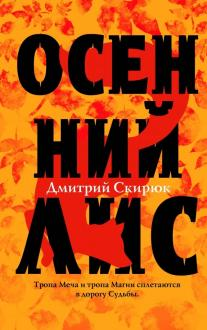 ОСЕН
НИЙ
Дмитрий Скирюк
ЛИС
Тропа Меча и тропа Магии сплетаются
в дорогу Судьбы.